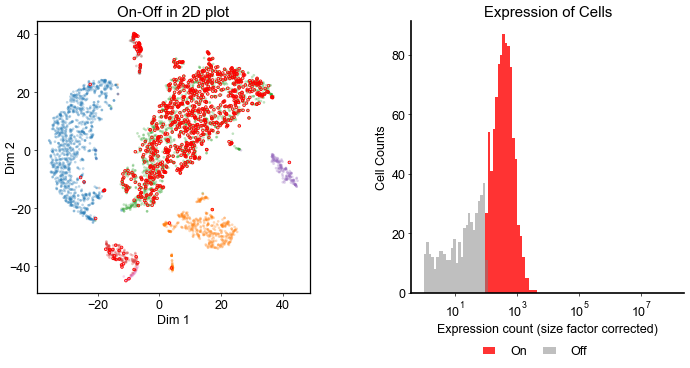 On-Off in 2D plot
40
20
0
−20
−40
−20
0
20
40
Dim 2
Dim 1
Expression of Cells
80
60
40
20
0
10^1
10^3
10^5
10^7
Cell Counts
Expression count (size factor corrected)
On
Off